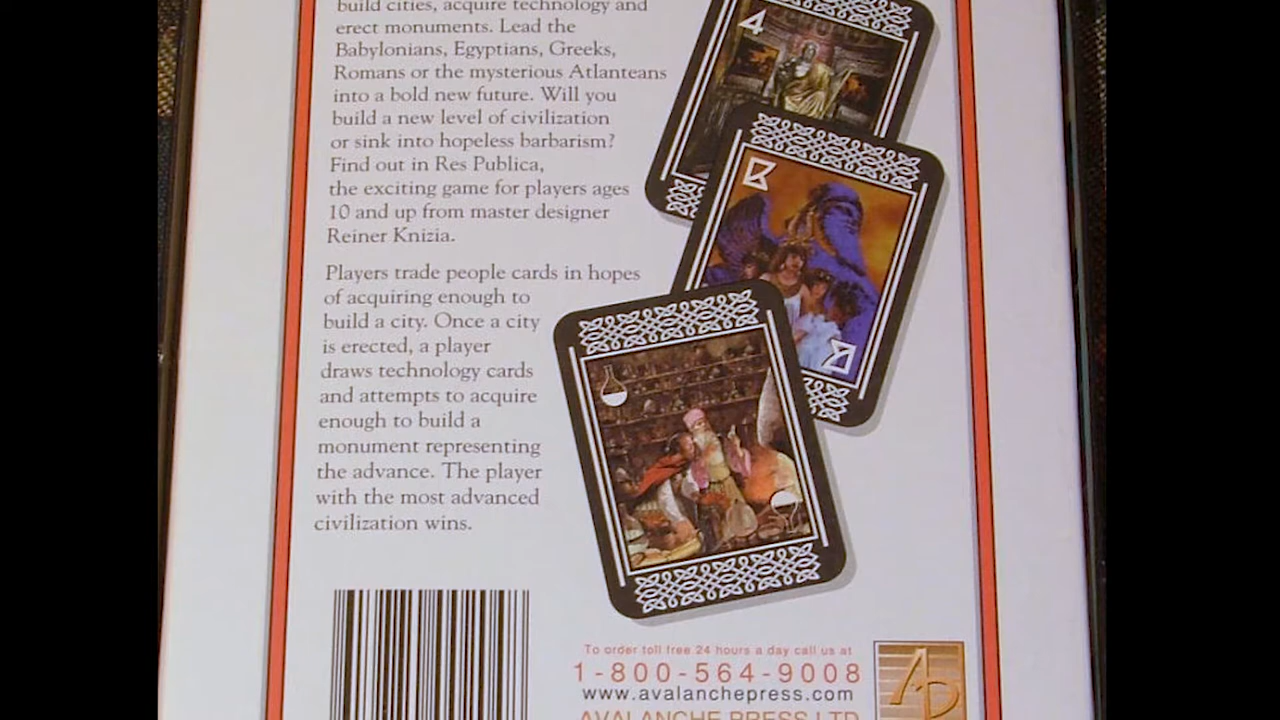 build cities, acquire technology and
erect monuments. Lead the
Babylonians, Egyptians, Greeks,
Romans or the mysterious Atlanteans
into a bold new future. Will you
build a new level of civilization
or sink into hopeless barbarism?
Find out in Res Publica,
the exciting game for players ages
10 and up from master designer
Reiner Knizia.
Players trade people cards in hopes
of acquiring enough to
build a city. Once a city
is erected, a player
draws technology cards
and attempts to acquire
enough to build a
monument representing
the advance. The player
with the most advanced
civilization wins.
4
To order toll free 24 hours a day call us at
1-800-564-9008
www.avalanchepress.com
AVALANCHE PRESS LTD
AP